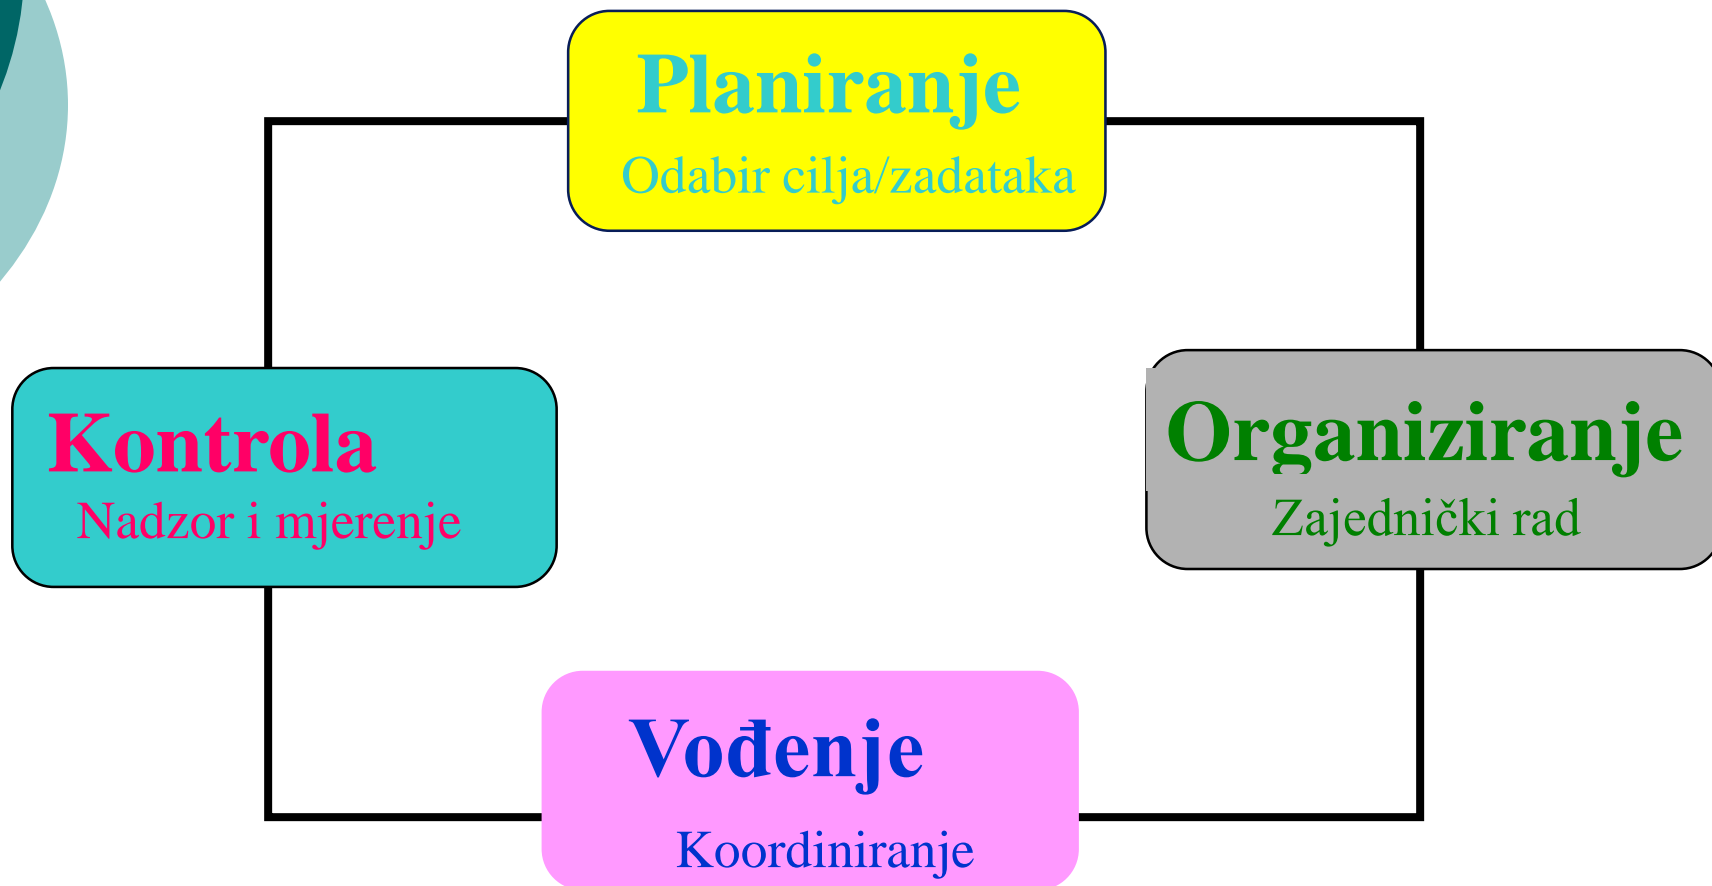 Planiranje
Odabir cilja/zadataka
Kontrola
Nadzor i mjerenje
Organiziranje
Zajednički rad
Vođenje
Koordiniranje